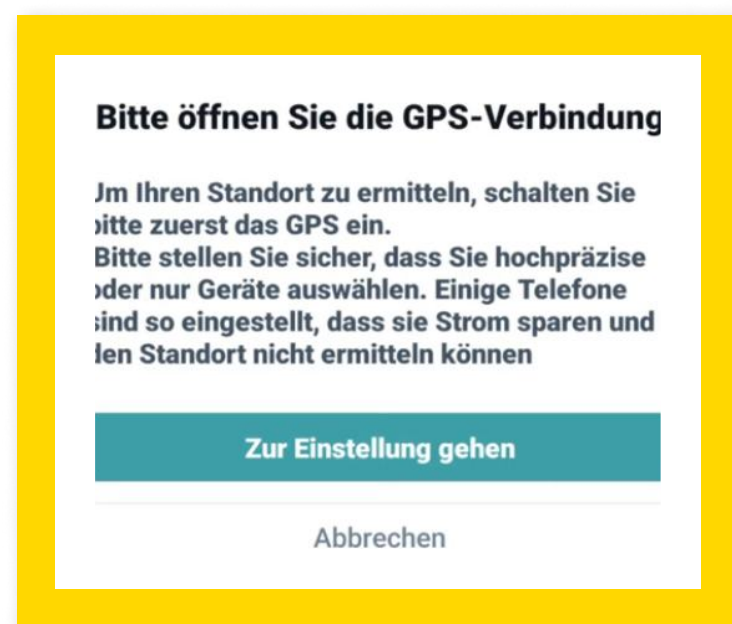 Bitte öffnen Sie die GPS-Verbindung
Um Ihren Standort zu ermitteln, schalten Sie
bitte zuerst das GPS ein.
Bitte stellen Sie sicher, dass Sie hochpräzise
oder nur Geräte auswählen. Einige Telefone
sind so eingestellt, dass sie Strom sparen und
den Standort nicht ermitteln können
Zur Einstellung gehen
Abbrechen